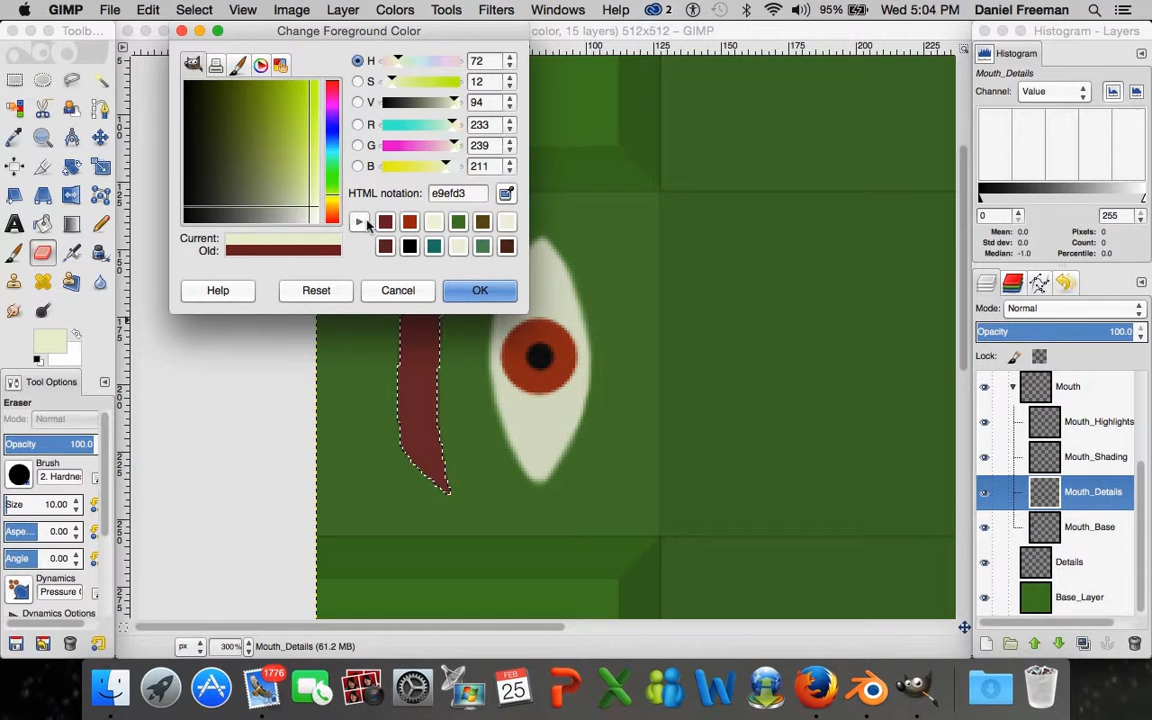 GIMP File Edit Select View Image Layer Colors Tools Filters Windows Help 2 95% Wed 5:04 PM Daniel Freeman
Toolb...
Change Foreground Color
color, 15 layers) 512x512 – GIMP
Histogram - Layers
100 125 150 175 200 225
Histogram
H 72
S 12
V 94
R 233
G 239
B 211
HTML notation: e9efd3
Current:
Old:
Help Reset Cancel OK
Mouth_Details
Channel: Value
0 255
Mean: 0.0 Pixels: 0
Std dev.: 0.0 Count: 0
Median: -1.0 Percentile: 0.0
Mode: Normal
Opacity 100.0
Lock:
Mouth
Mouth_Highlights
Mouth_Shading
Mouth_Details
Mouth_Base
Details
Base_Layer
Tool Options
Eraser
Mode: Normal
Opacity 100.0
Brush
2. Hardne
Size 10.00
Aspe... 0.00
Angle 0.00
Dynamics
Pressure
Dynamics Options
px 300% Mouth_Details (61.2 MB)
1776
FEB
25